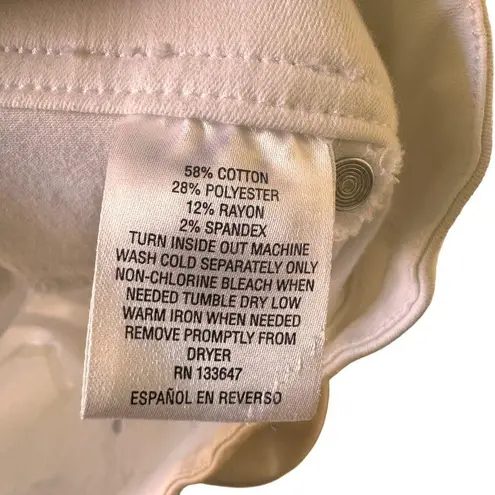 58% COTTON
28% POLYESTER
12% RAYON
2% SPANDEX
TURN INSIDE OUT MACHINE
WASH COLD SEPARATELY ONLY
NON-CHLORINE BLEACH WHEN
NEEDED TUMBLE DRY LOW
WARM IRON WHEN NEEDED
REMOVE PROMPTLY FROM
DRYER
RN 133647
ESPAÑOL EN REVERSO